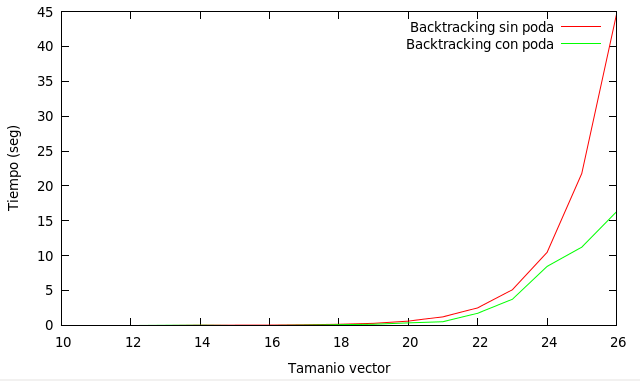 45
40
35
30
25
20
15
10
5
0
Tiempo (seg)
Backtracking sin poda
Backtracking con poda
10 12 14 16 18 20 22 24 26
Tamanio vector